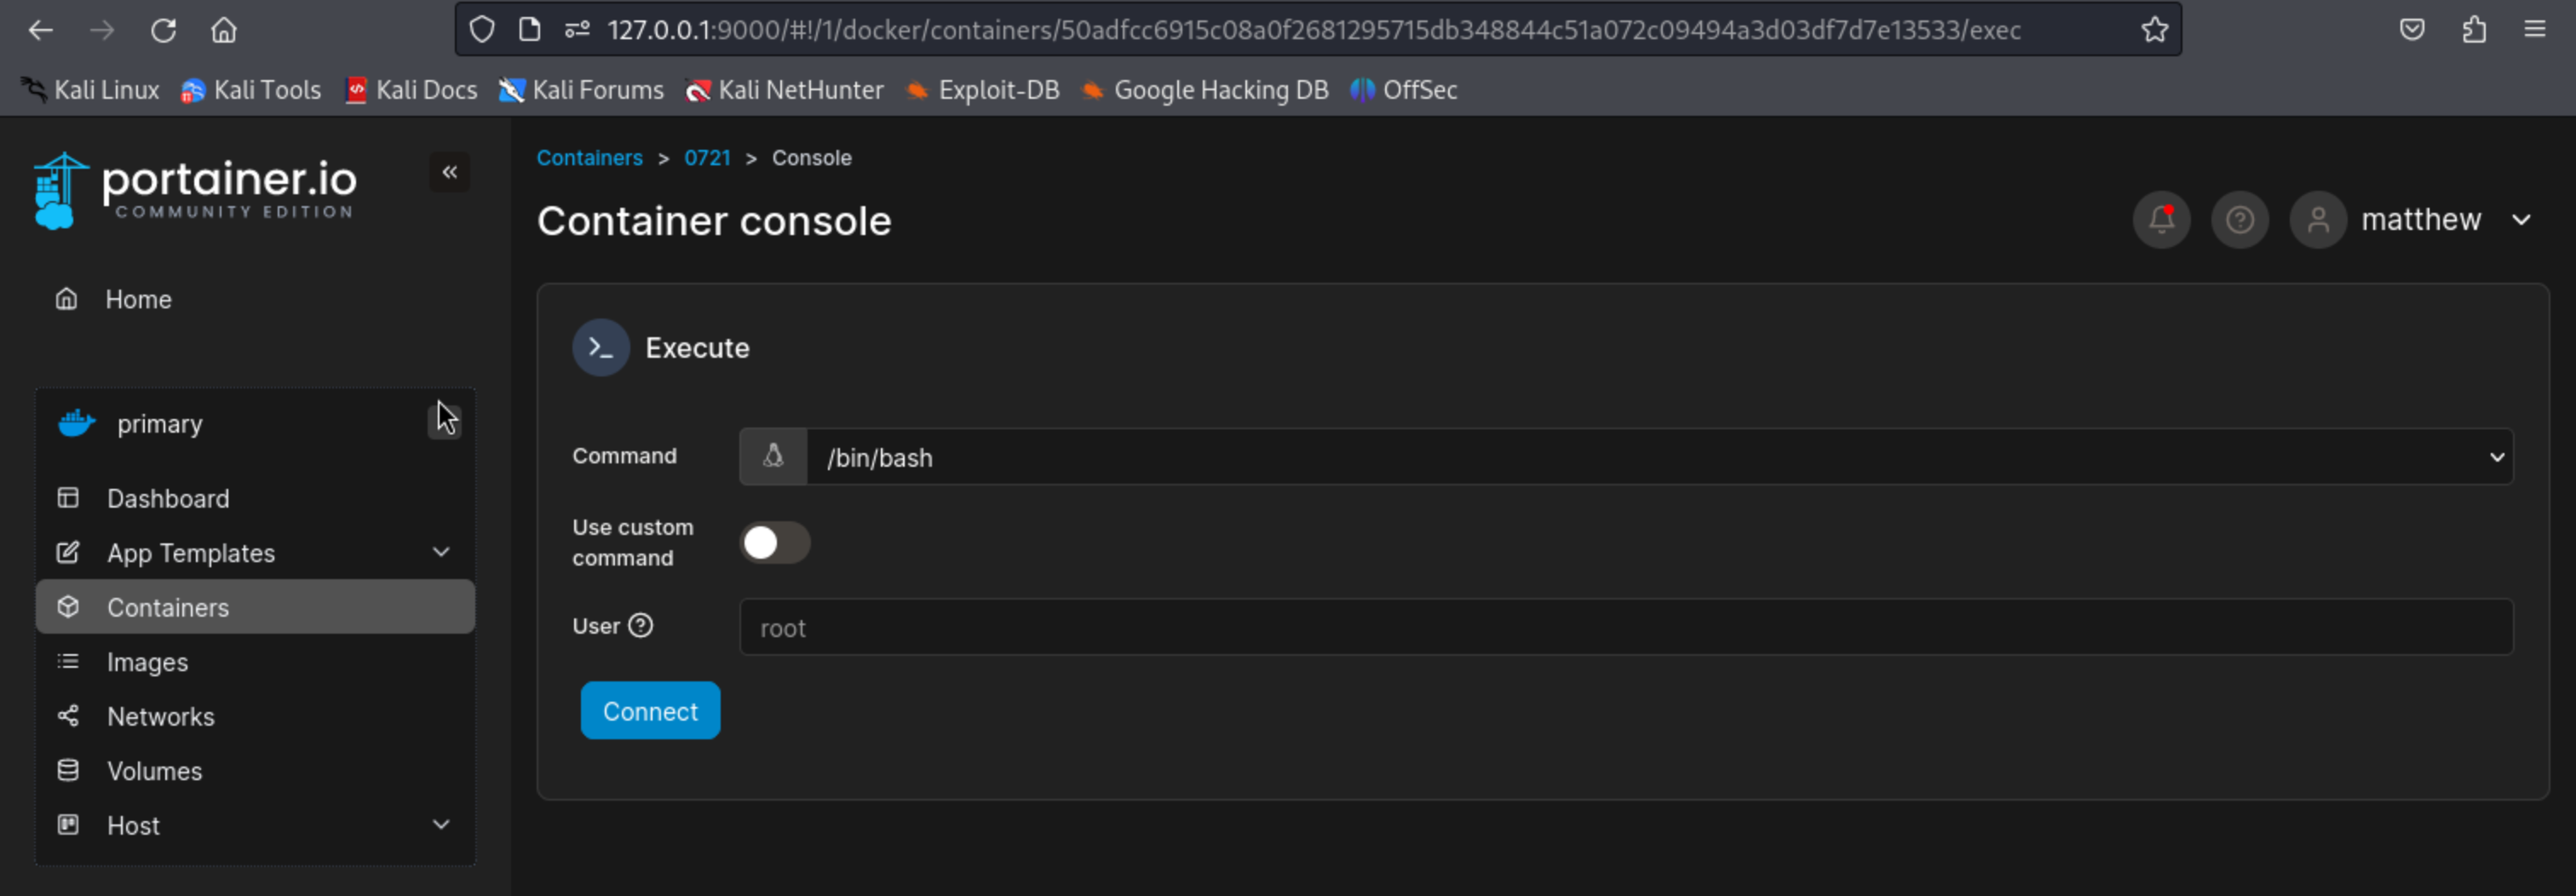 127.0.0.1:9000/#!/1/docker/containers/50adfcc6915c08a0f2681295715db348844c51a072c09494a3d03df7d7e13533/exec
Kali Linux Kali Tools Kali Docs Kali Forums Kali NetHunter Exploit-DB Google Hacking DB OffSec
portainer.io
COMMUNITY EDITION
Home
primary
Dashboard
App Templates
Containers
Images
Networks
Volumes
Host
Containers > 0721 > Console
Container console
matthew
Execute
Command /bin/bash
Use custom
command
User root
Connect